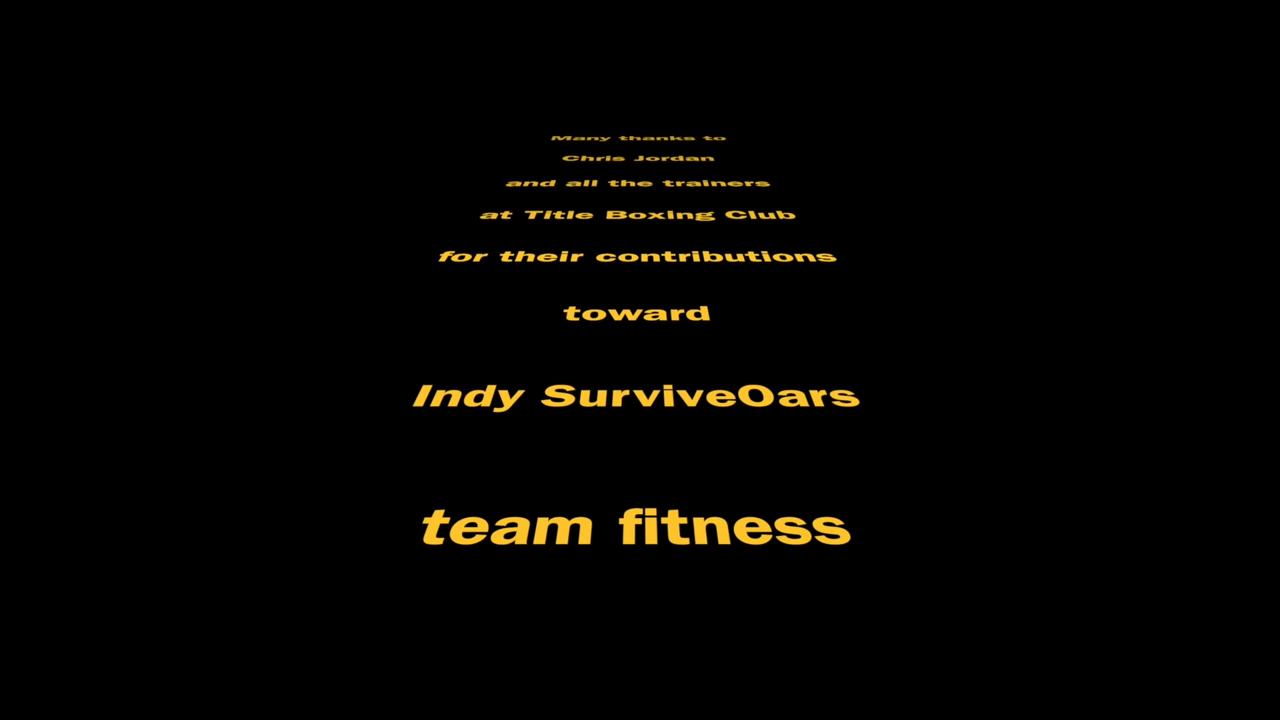 Many thanks to
Chris Jordan
and all the trainers
at Title Boxing Club
for their contributions
toward
Indy SurviveOars
team fitness